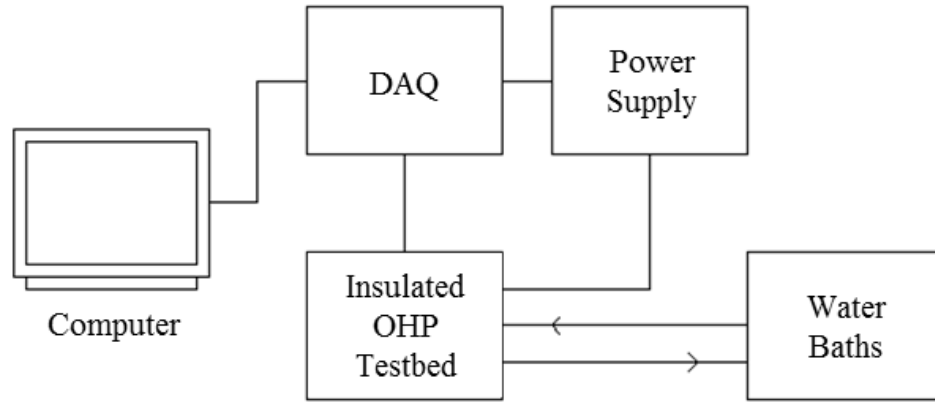 DAQ
Power
Supply
Computer
Insulated
OHP
Testbed
Water
Baths